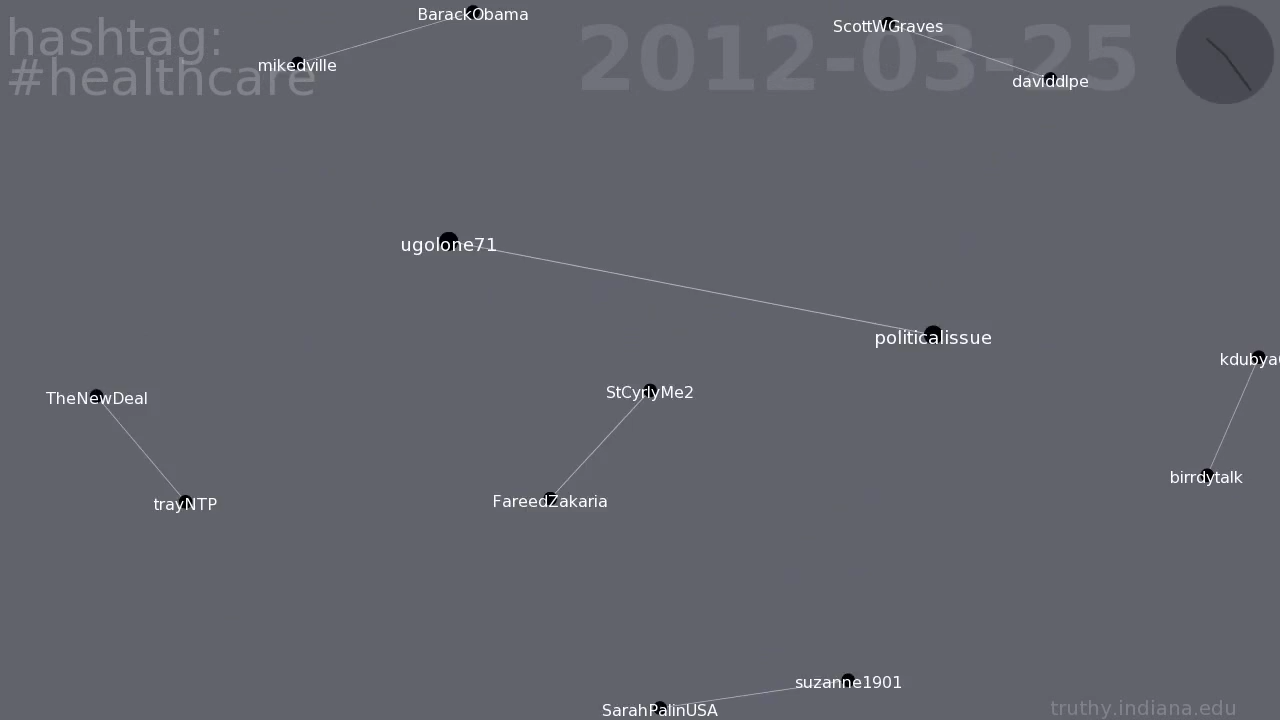 BarackObama
ScottWGraves
hashtag:
#healthcare
2012-03-25
mikedville
daviddlpe
ugolone71
politicalissue
TheNewDeal
StCyrlyMe2
birrdytalk
trayNTP
FareedZakaria
suzanne1901
SarahPalinUSA
truthy.indiana.edu